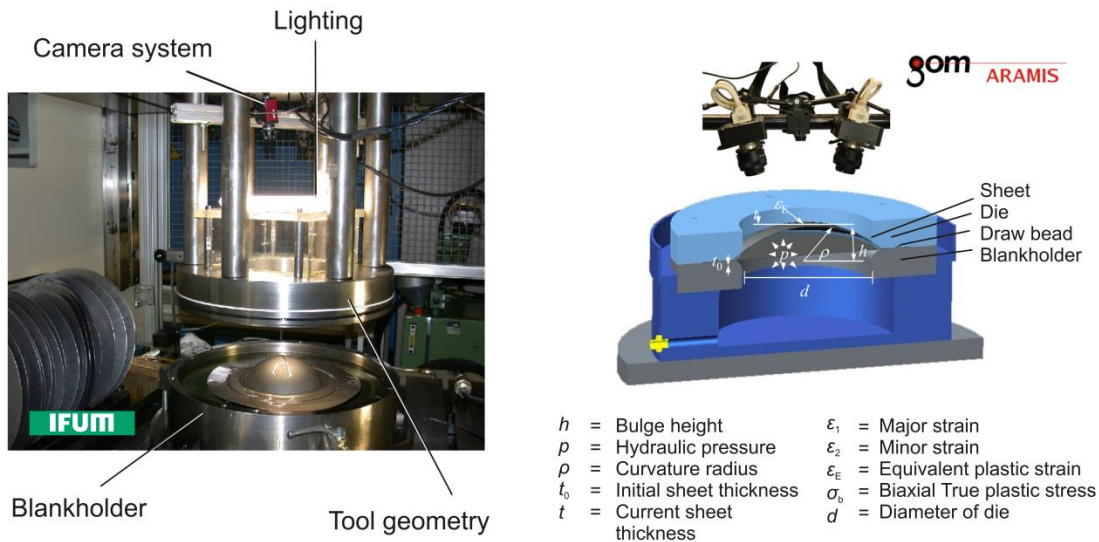 Lighting
Camera system
IFUM
Blankholder
Tool geometry
gom
ARAMIS
Sheet
Die
Draw bead
Blankholder
t
εE
t0
p
ρ
h
d
h = Bulge height
p = Hydraulic pressure
ρ = Curvature radius
t0 = Initial sheet thickness
t = Current sheet
thickness
ε1 = Major strain
ε2 = Minor strain
εE = Equivalent plastic strain
σb = Biaxial True plastic stress
d = Diameter of die